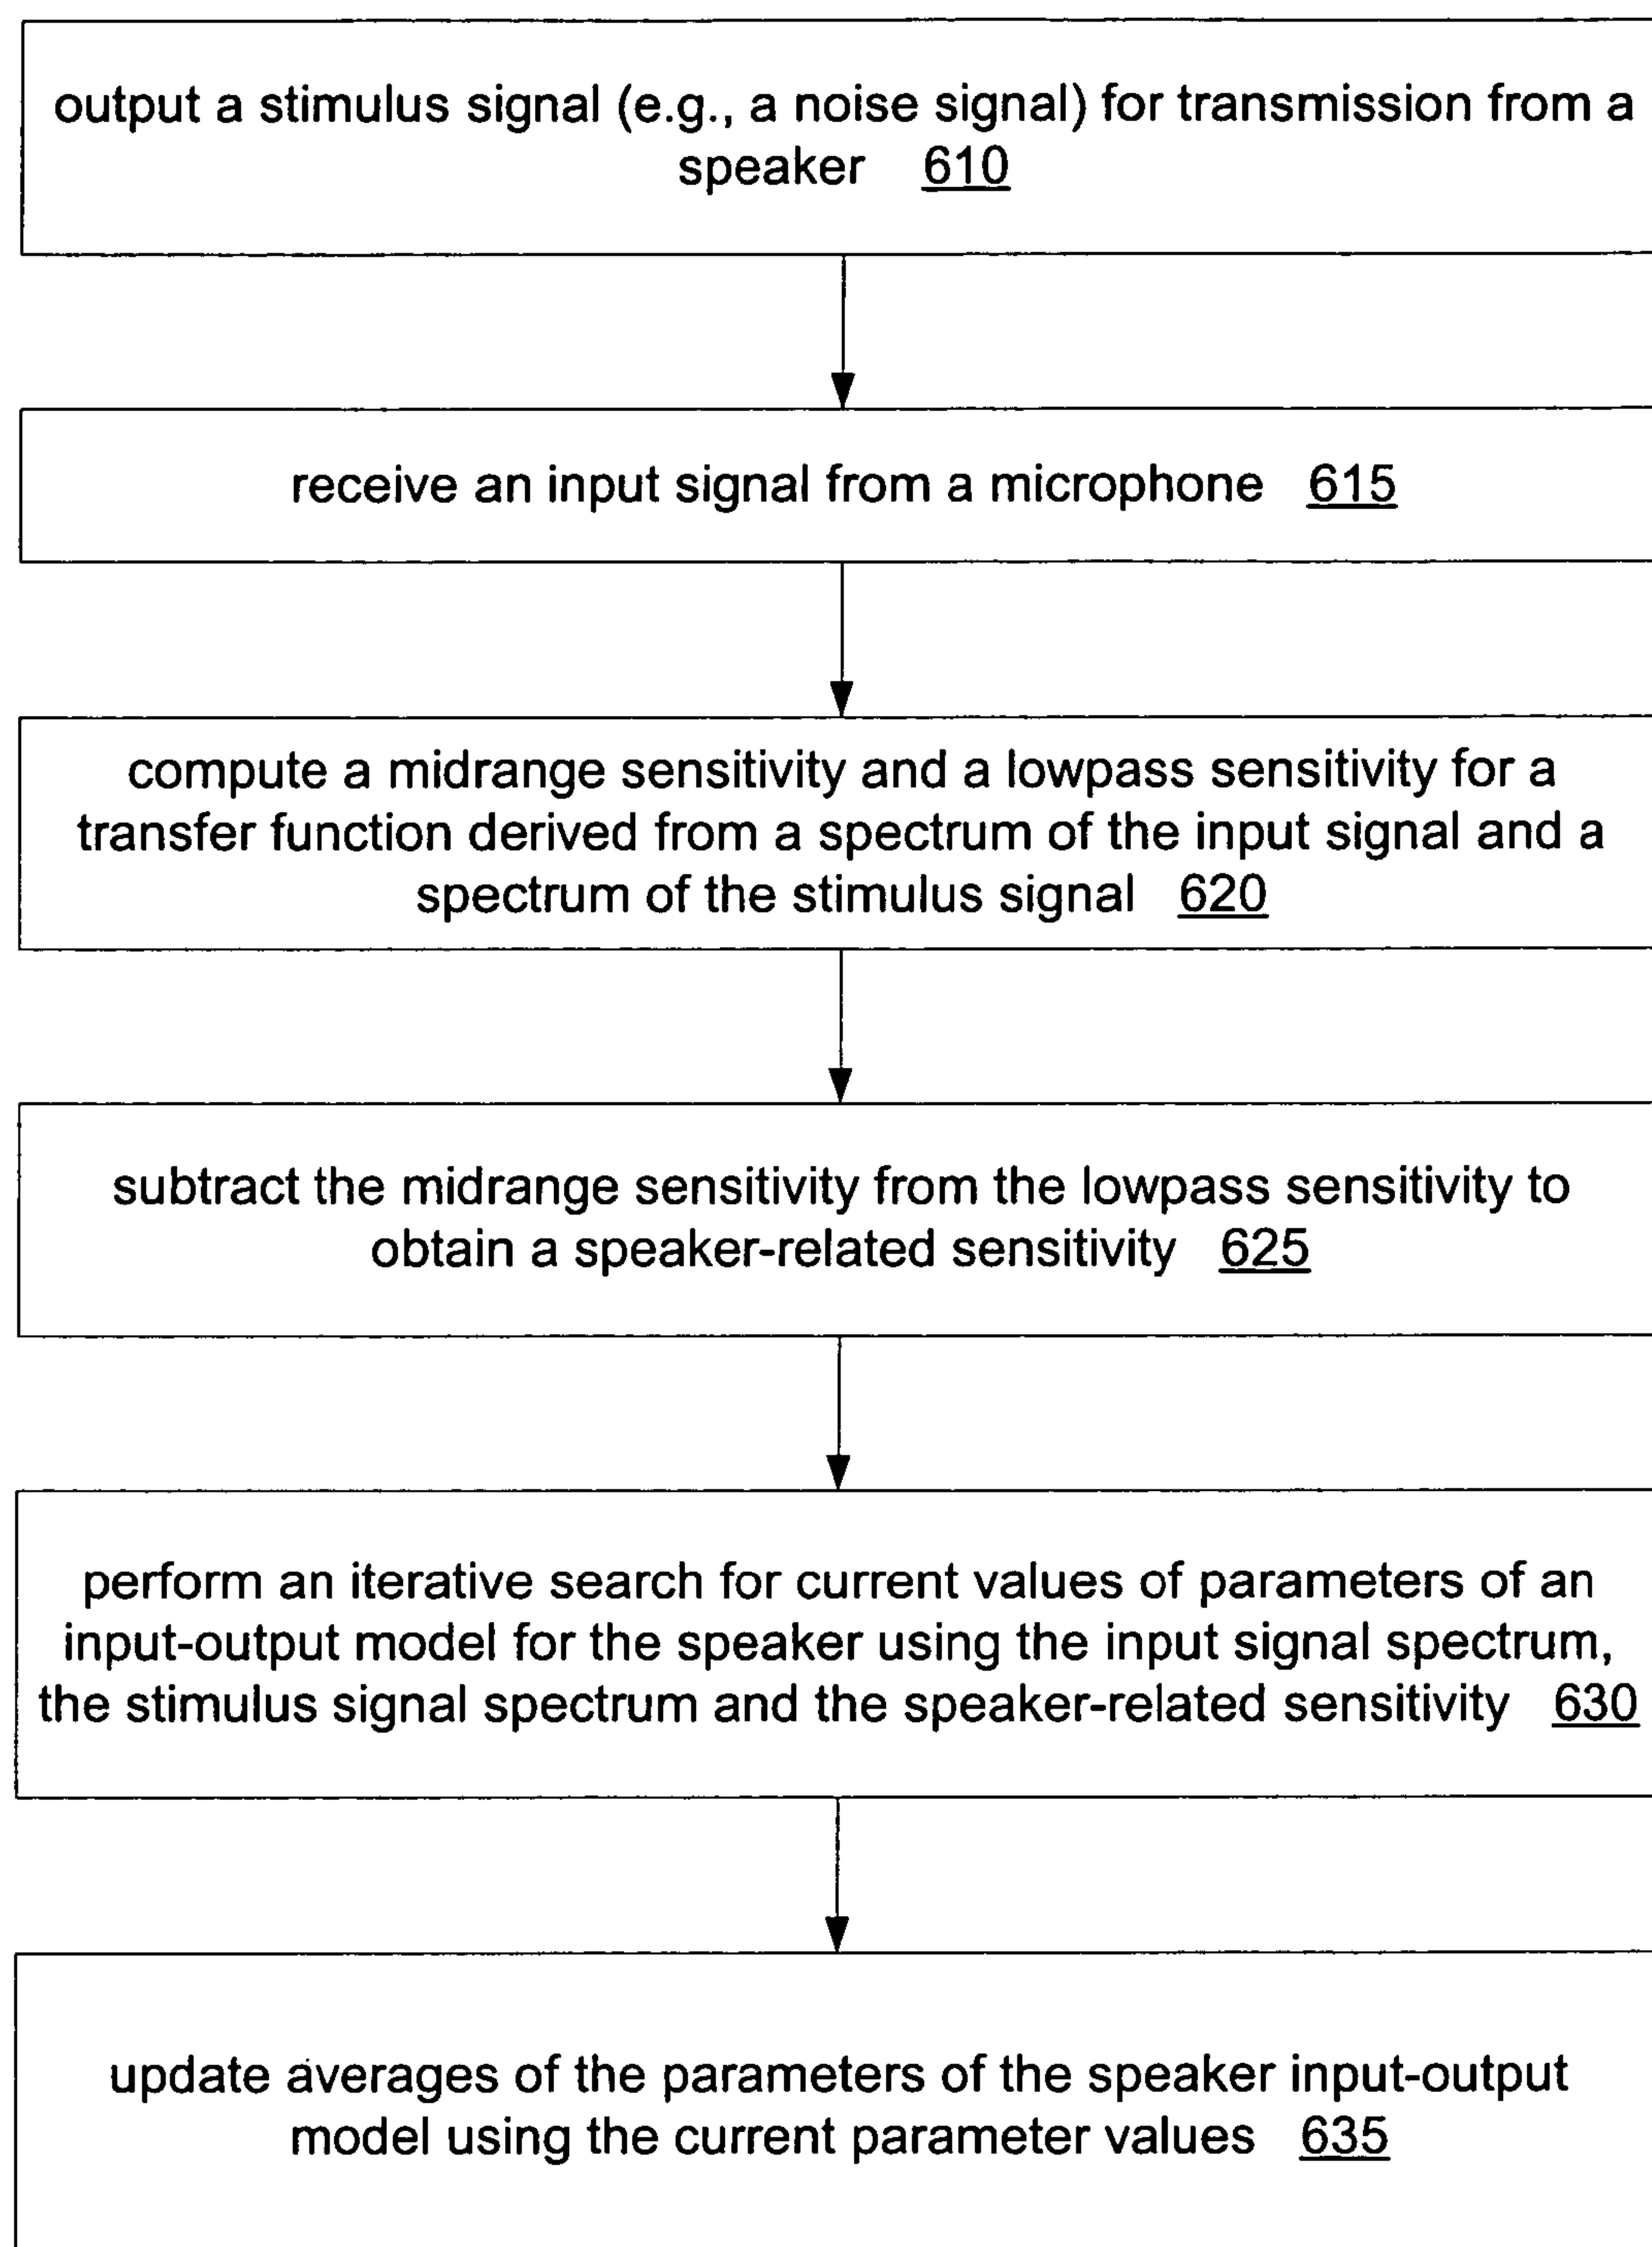 output a stimulus signal (e.g., a noise signal) for transmission from a
speaker 610
receive an input signal from a microphone 615
compute a midrange sensitivity and a lowpass sensitivity for a
transfer function derived from a spectrum of the input signal and a
spectrum of the stimulus signal 620
subtract the midrange sensitivity from the lowpass sensitivity to
obtain a speaker-related sensitivity 625
perform an iterative search for current values of parameters of an
input-output model for the speaker using the input signal spectrum,
the stimulus signal spectrum and the speaker-related sensitivity 630
update averages of the parameters of the speaker input-output
model using the current parameter values 635